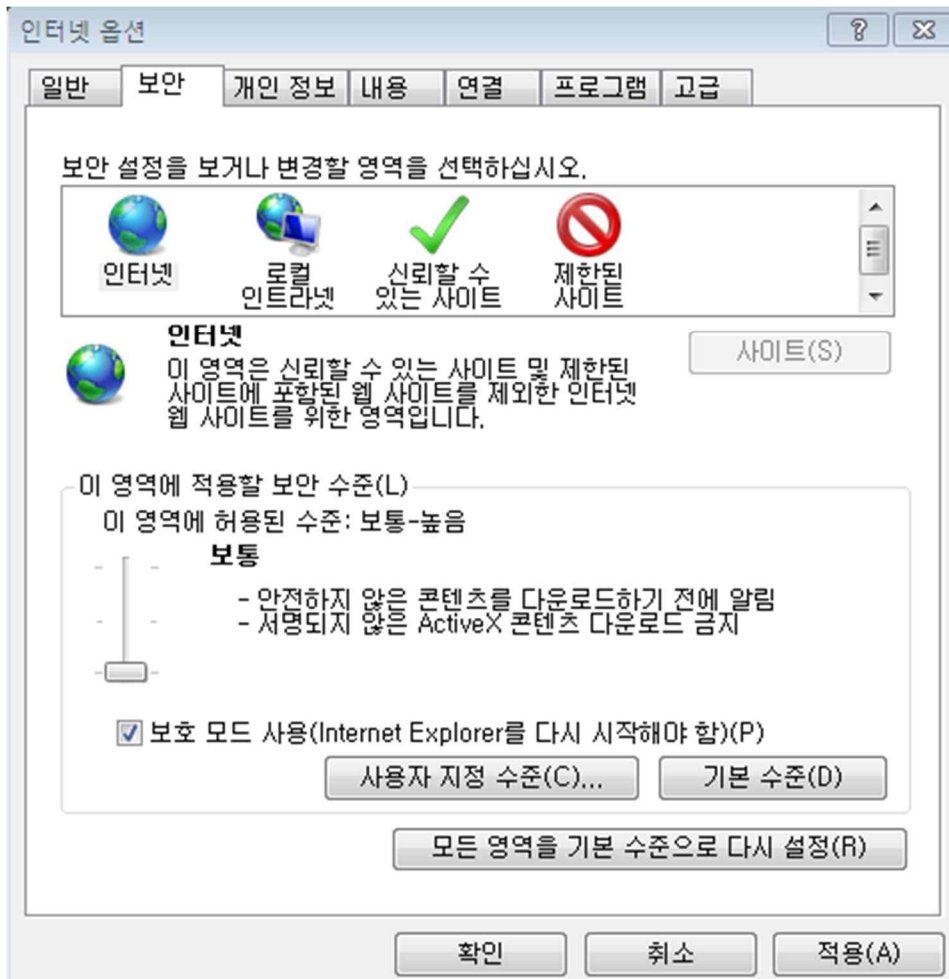 인터넷 옵션
일반 보안 개인 정보 내용 연결 프로그램 고급
보안 설정을 보거나 변경할 영역을 선택하십시오.
인터넷
로컬
인트라넷
신뢰할 수
있는 사이트
제한된
사이트
인터넷
이 영역은 신뢰할 수 있는 사이트 및 제한된
사이트에 포함된 웹 사이트를 제외한 인터넷
웹 사이트를 위한 영역입니다.
사이트(S)
이 영역에 적용할 보안 수준(L)
이 영역에 허용된 수준: 보통-높음
보통
- 안전하지 않은 콘텐츠를 다운로드하기 전에 알림
- 서명되지 않은 ActiveX 콘텐츠 다운로드 금지
보호 모드 사용(Internet Explorer를 다시 시작해야 함)(P)
사용자 지정 수준(C)... 기본 수준(D)
모든 영역을 기본 수준으로 다시 설정(R)
확인 취소 적용(A)